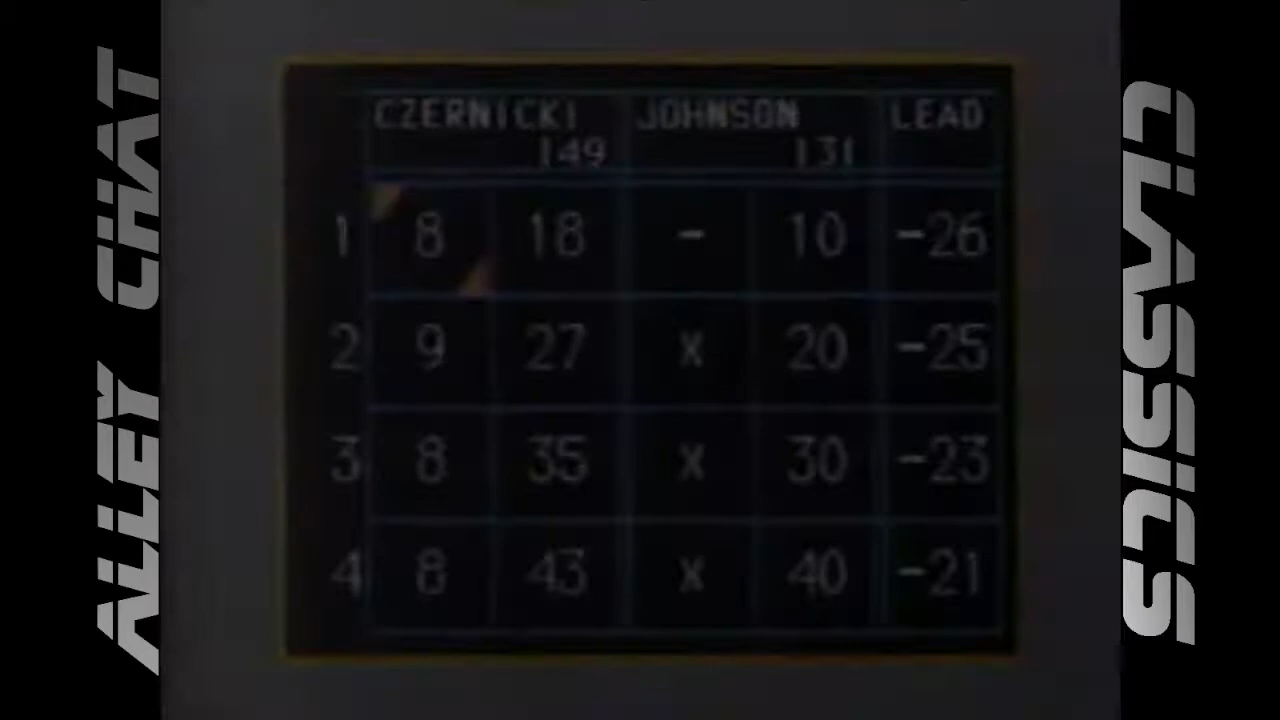 ALLEY CHAT
CZERNICKI JOHNSON LEAD
149 131
1 8 18 - 10 -26
2 9 27 X 20 -25
3 8 35 X 30 -23
4 8 43 X 40 -21
CLASSICS